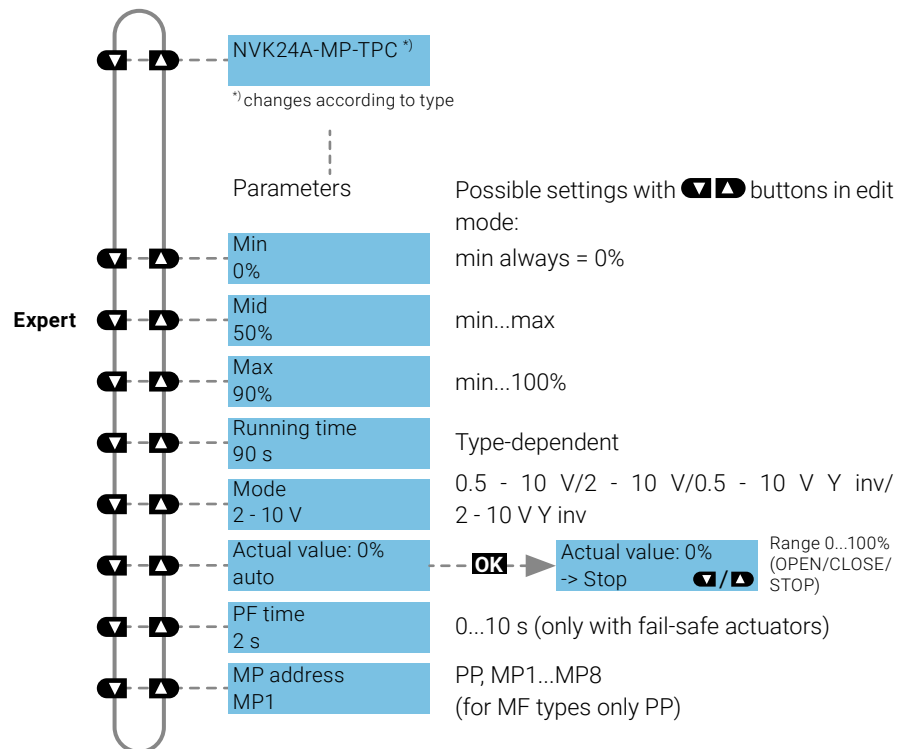 NVK24A-MP-TPC *)
*) changes according to type
Parameters
Possible settings with buttons in edit
mode:
Min
0%
min always = 0%
Expert
Mid
50%
min...max
Max
90%
min...100%
Running time
90 s
Type-dependent
Mode
2 - 10 V
0.5 - 10 V/2 - 10 V/0.5 - 10 V Y inv/
2 - 10 V Y inv
Actual value: 0%
auto
OK
Actual value: 0%
-> Stop /
Range 0...100%
(OPEN/CLOSE/
STOP)
PF time
2 s
0...10 s (only with fail-safe actuators)
MP address
MP1
PP, MP1...MP8
(for MF types only PP)